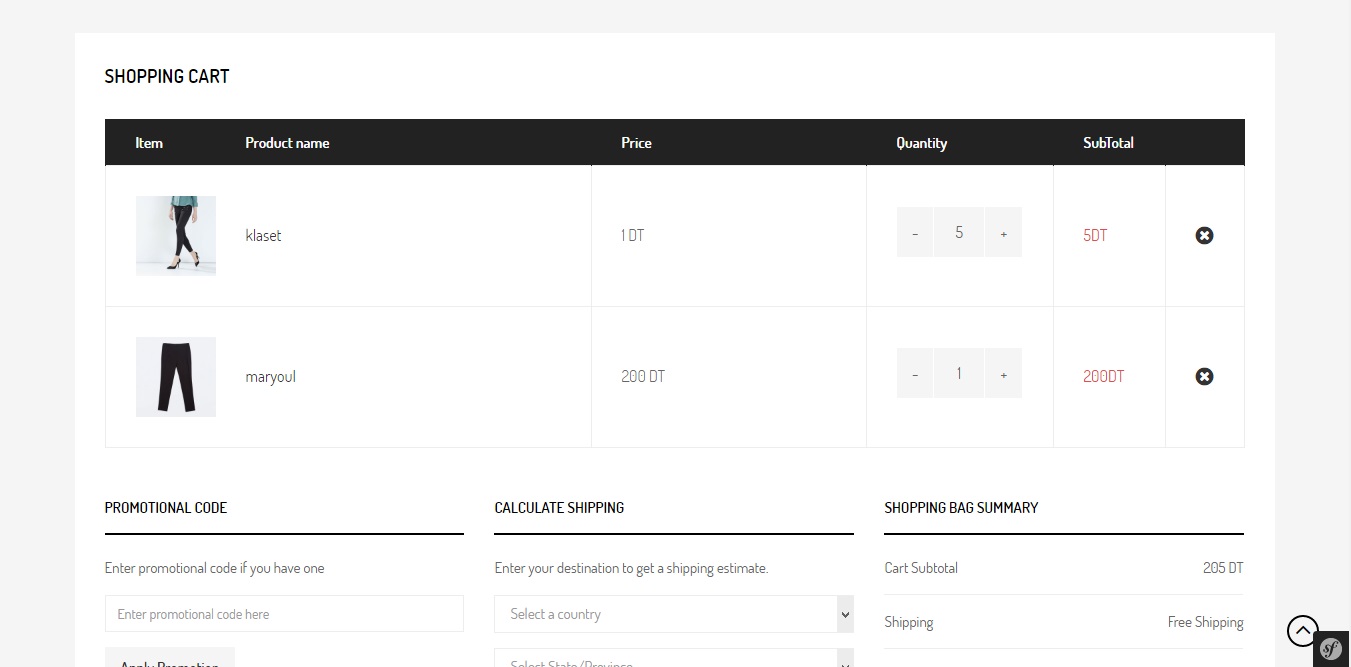 SHOPPING CART
Item Product name Price Quantity SubTotal
klaset 1 DT - 5 + 5DT
maryoul 200 DT - 1 + 200DT
PROMOTIONAL CODE
Enter promotional code if you have one
Enter promotional code here
Apply Promotion
CALCULATE SHIPPING
Enter your destination to get a shipping estimate.
Select a country
Select State/Province
SHOPPING BAG SUMMARY
Cart Subtotal 205 DT
Shipping Free Shipping
sf